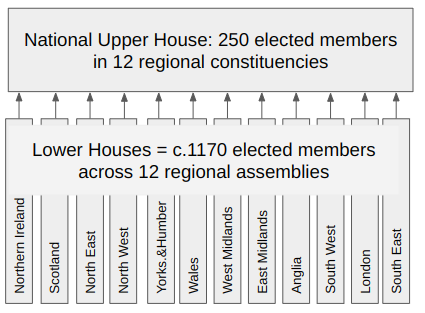 National Upper House: 250 elected members
in 12 regional constituencies
Lower Houses = c.1170 elected members
across 12 regional assemblies
Northern Ireland
Scotland
North East
North West
Yorks.&Humber
Wales
West Midlands
East Midlands
Anglia
South West
London
South East